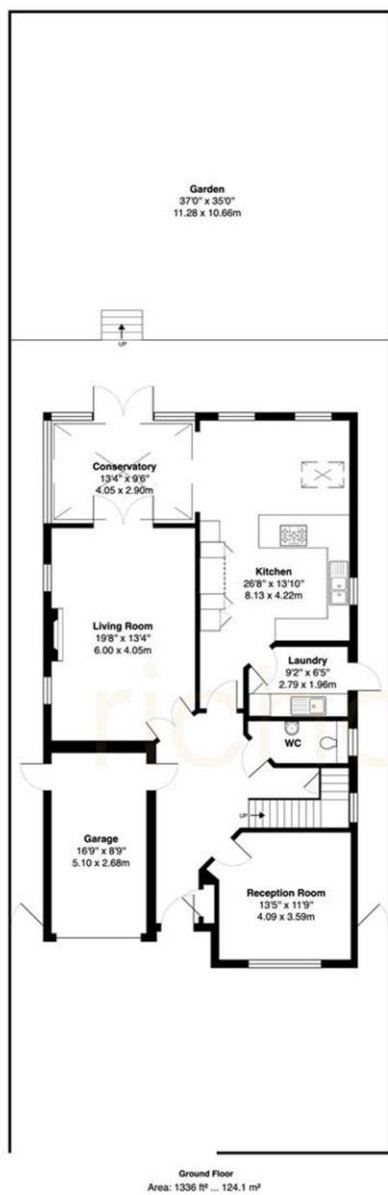 Garden
37'0" x 35'0"
11.28 x 10.66m
UP
Conservatory
13'4" x 9'6"
4.05 x 2.90m
Kitchen
26'8" x 13'10"
8.13 x 4.22m
Living Room
19'8" x 13'4"
6.00 x 4.05m
Laundry
9'2" x 6'5"
2.79 x 1.96m
WC
UP
Garage
16'9" x 8'9"
5.10 x 2.68m
Reception Room
13'5" x 11'9"
4.09 x 3.59m
Ground Floor
Area: 1336 ft² ... 124.1 m²